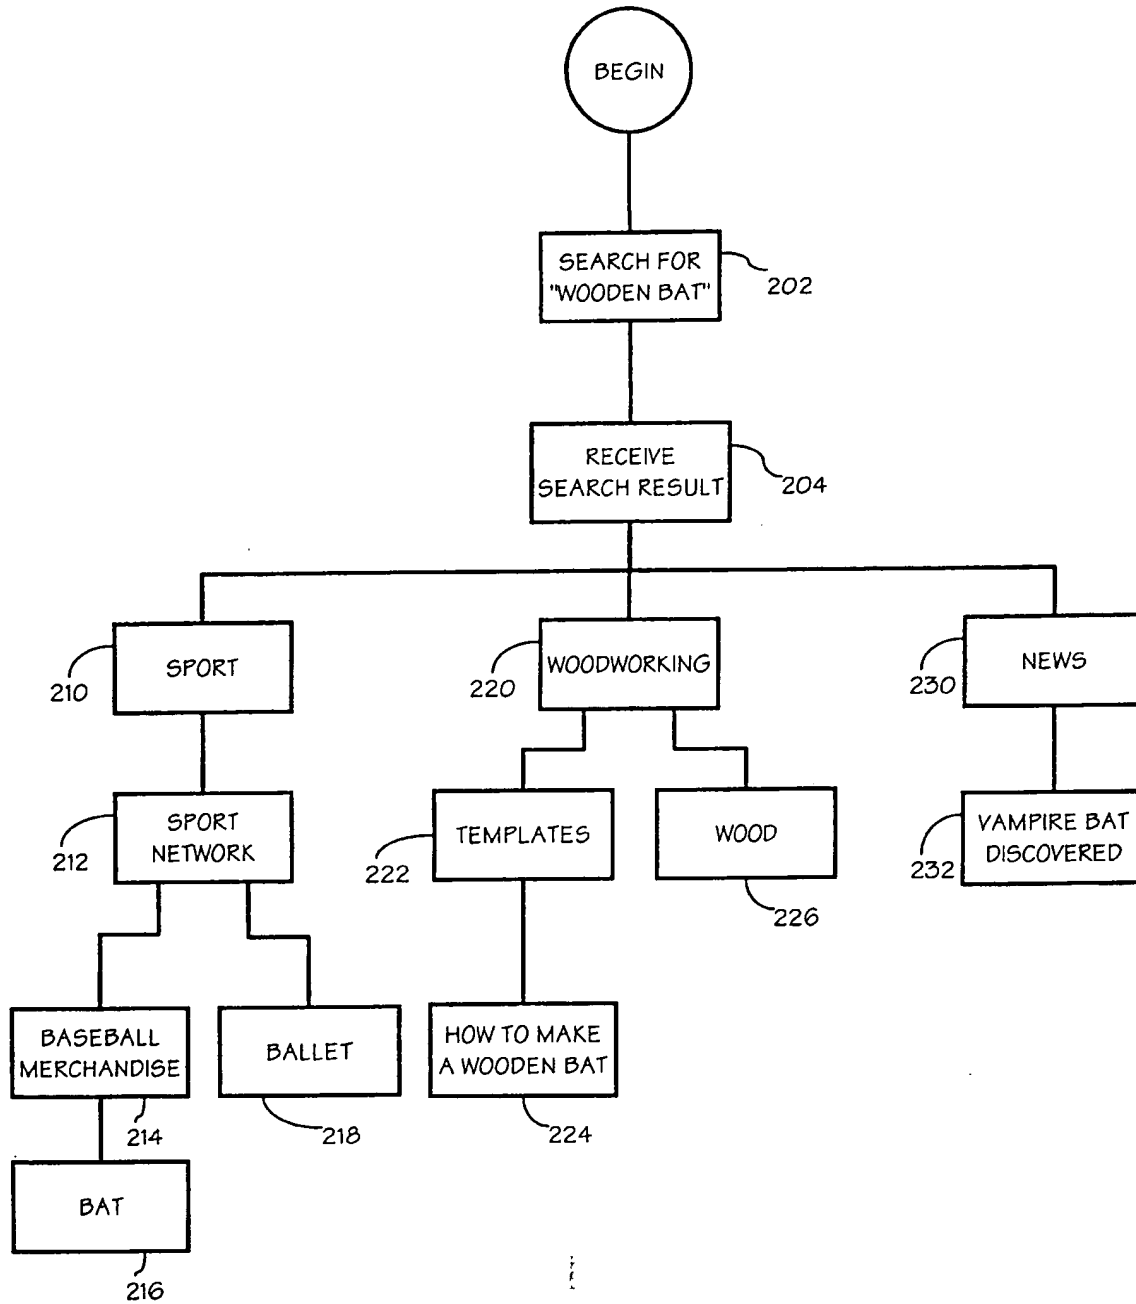 BEGIN
SEARCH FOR
"WOODEN BAT"
202
RECEIVE
SEARCH RESULT
204
SPORT
210
WOODWORKING
220
NEWS
230
SPORT
NETWORK
212
TEMPLATES
222
WOOD
226
VAMPIRE BAT
DISCOVERED
232
BASEBALL
MERCHANDISE
214
BALLET
218
HOW TO MAKE
A WOODEN BAT
224
BAT
216